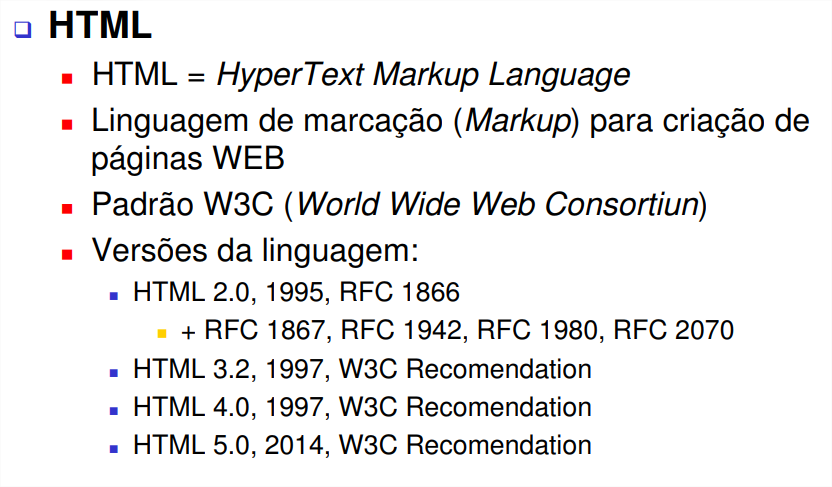 HTML
HTML = HyperText Markup Language
Linguagem de marcação (Markup) para criação de
páginas WEB
Padrão W3C (World Wide Web Consortiun)
Versões da linguagem:
HTML 2.0, 1995, RFC 1866
+ RFC 1867, RFC 1942, RFC 1980, RFC 2070
HTML 3.2, 1997, W3C Recomendation
HTML 4.0, 1997, W3C Recomendation
HTML 5.0, 2014, W3C Recomendation